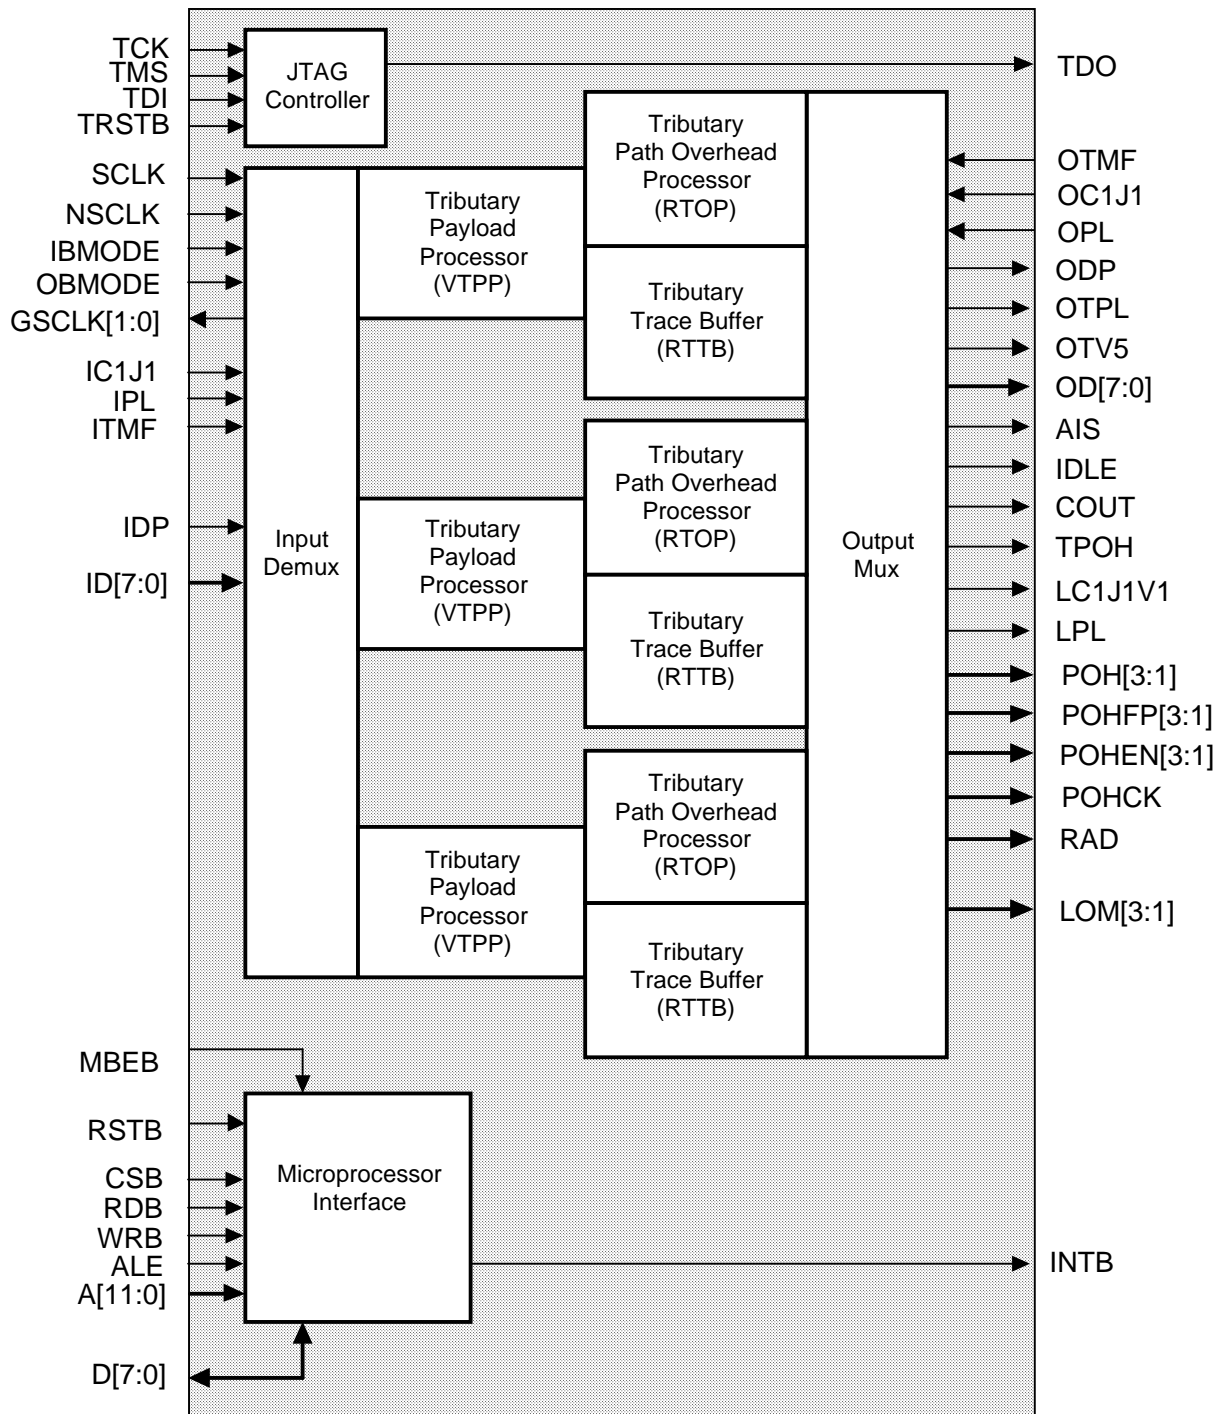 TCK
TMS
TDI
TRSTB
JTAG
Controller
TDO
SCLK
NSCLK
IBMODE
OBMODE
GSCLK[1:0]
IC1J1
IPL
ITMF
IDP
ID[7:0]
Input
Demux
Tributary
Payload
Processor
(VTPP)
Tributary
Payload
Processor
(VTPP)
Tributary
Payload
Processor
(VTPP)
Tributary
Path Overhead
Processor
(RTOP)
Tributary
Trace Buffer
(RTTB)
Tributary
Path Overhead
Processor
(RTOP)
Tributary
Trace Buffer
(RTTB)
Tributary
Path Overhead
Processor
(RTOP)
Tributary
Trace Buffer
(RTTB)
Output
Mux
OTMF
OC1J1
OPL
ODP
OTPL
OTV5
OD[7:0]
AIS
IDLE
COUT
TPOH
LC1J1V1
LPL
POH[3:1]
POHFP[3:1]
POHEN[3:1]
POHCK
RAD
LOM[3:1]
MBEB
RSTB
CSB
RDB
WRB
ALE
A[11:0]
D[7:0]
Microprocessor
Interface
INTB